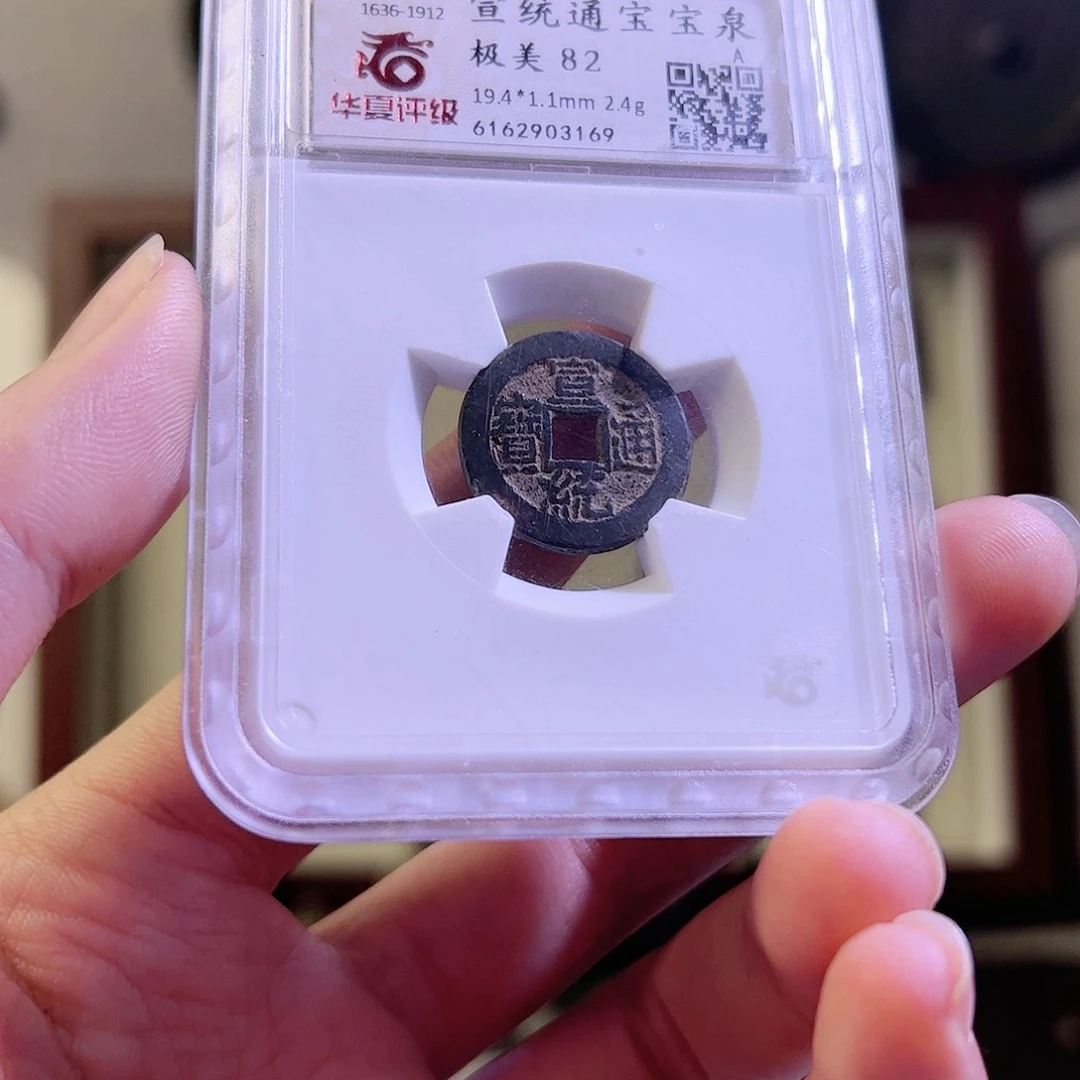 1636-1912
宣统通宝宝泉
极美 82
A
华夏评级
19.4*1.1mm 2.4g
6162903169
宣
寶 通
統